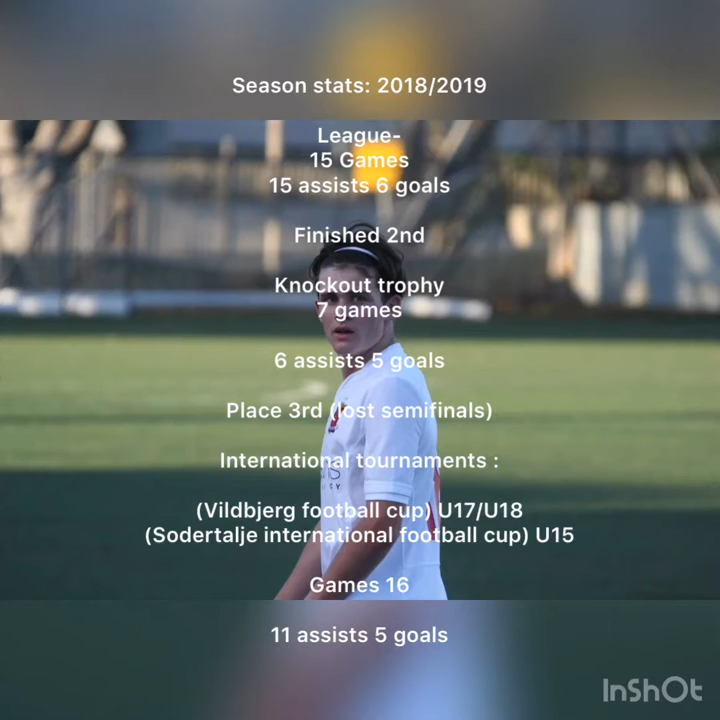 Season stats: 2018/2019
League-
15 Games
15 assists 6 goals
Finished 2nd
Knockout trophy
7 games
6 assists 5 goals
Place 3rd (lost semifinals)
International tournaments :
(Vildbjerg football cup) U17/U18
(Sodertalje international football cup) U15
Games 16
11 assists 5 goals
InShOt